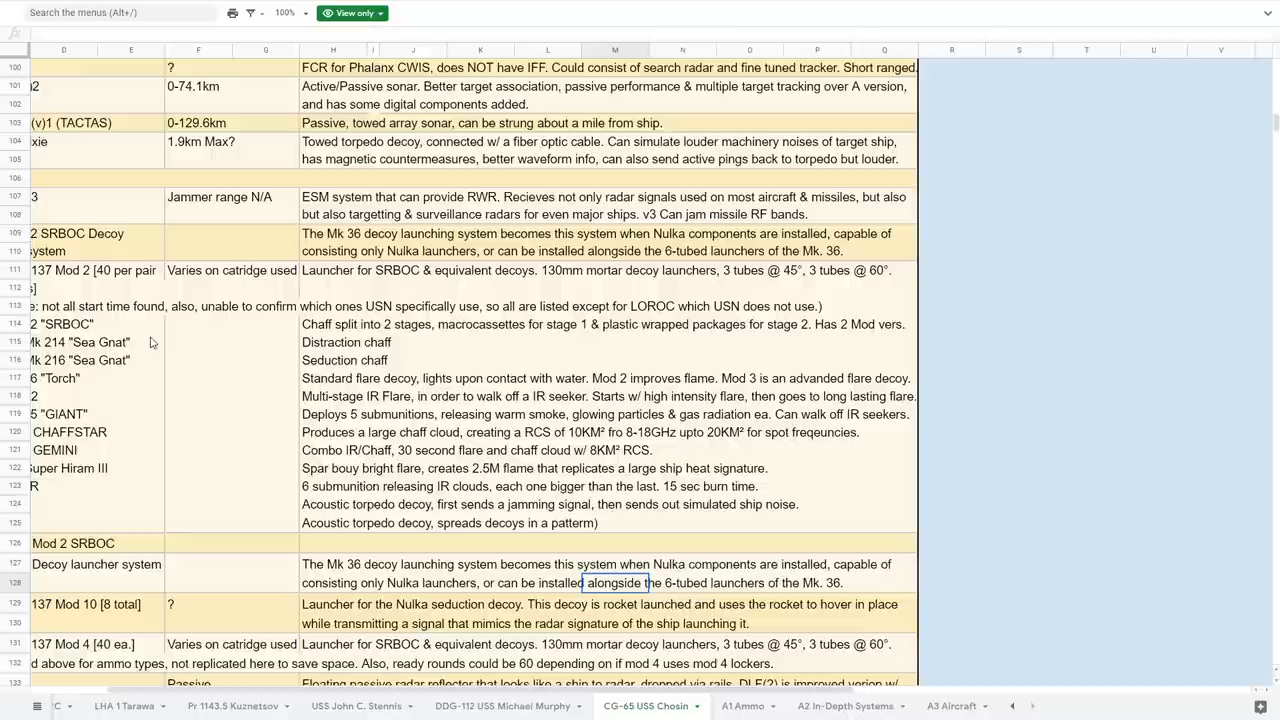 Search the menus (Alt+/)
100%
View only
fx
D E F G H I J K L M N O P Q R S T U V
100 ? FCR for Phalanx CWIS, does NOT have IFF. Could consist of search radar and fine tuned tracker. Short ranged.
101 2 0-74.1km Active/Passive sonar. Better target association, passive performance & multiple target tracking over A version,
102 and has some digital components added.
103 (v)1 (TACTAS) 0-129.6km Passive, towed array sonar, can be strung about a mile from ship.
104 xie 1.9km Max? Towed torpedo decoy, connected w/ a fiber optic cable. Can simulate louder machinery noises of target ship,
105 has magnetic countermeasures, better waveform info, can also send active pings back to torpedo but louder.
106
107 3 Jammer range N/A ESM system that can provide RWR. Recieves not only radar signals used on most aircraft & missiles, but also
108 but also targetting & surveillance radars for even major ships. v3 Can jam missile RF bands.
109 2 SRBOC Decoy The Mk 36 decoy launching system becomes this system when Nulka components are installed, capable of
110 system consisting only Nulka launchers, or can be installed alongside the 6-tubed launchers of the Mk. 36.
111 137 Mod 2 [40 per pair Varies on catridge used Launcher for SRBOC & equivalent decoys. 130mm mortar decoy launchers, 3 tubes @ 45°, 3 tubes @ 60°.
112 ]
113 e: not all start time found, also, unable to confirm which ones USN specifically use, so all are listed except for LOROC which USN does not use.)
114 2 "SRBOC" Chaff split into 2 stages, macrocassettes for stage 1 & plastic wrapped packages for stage 2. Has 2 Mod vers.
115 Mk 214 "Sea Gnat" Distraction chaff
116 Mk 216 "Sea Gnat" Seduction chaff
117 6 "Torch" Standard flare decoy, lights upon contact with water. Mod 2 improves flame. Mod 3 is an advanded flare decoy.
118 2 Multi-stage IR Flare, in order to walk off a IR seeker. Starts w/ high intensity flare, then goes to long lasting flare.
119 5 "GIANT" Deploys 5 submunitions, releasing warm smoke, glowing particles & gas radiation ea. Can walk off IR seekers.
120 CHAFFSTAR Produces a large chaff cloud, creating a RCS of 10KM² fro 8-18GHz upto 20KM² for spot freqeuncies.
121 GEMINI Combo IR/Chaff, 30 second flare and chaff cloud w/ 8KM² RCS.
122 Super Hiram III Spar bouy bright flare, creates 2.5M flame that replicates a large ship heat signature.
123 R 6 submunition releasing IR clouds, each one bigger than the last. 15 sec burn time.
124 Acoustic torpedo decoy, first sends a jamming signal, then sends out simulated ship noise.
125 Acoustic torpedo decoy, spreads decoys in a patterm)
126 Mod 2 SRBOC
127 Decoy launcher system The Mk 36 decoy launching system becomes this system when Nulka components are installed, capable of
128 consisting only Nulka launchers, or can be installed alongside the 6-tubed launchers of the Mk. 36.
129 137 Mod 10 [8 total] ? Launcher for the Nulka seduction decoy. This decoy is rocket launched and uses the rocket to hover in place
130 while transmitting a signal that mimics the radar signature of the ship launching it.
131 137 Mod 4 [40 ea.] Varies on catridge used Launcher for SRBOC & equivalent decoys. 130mm mortar decoy launchers, 3 tubes @ 45°, 3 tubes @ 60°.
132 d above for ammo types, not replicated here to save space. Also, ready rounds could be 60 depending on if mod 4 uses mod 4 lockers.
133 Passive Floating passive radar reflector that looks like a ship to radar, dropped via rails. DLF(2) is improved verion w/
C LHA 1 Tarawa Pr 1143.5 Kuznetsov USS John C. Stennis DDG-112 USS Michael Murphy CG-65 USS Chosin A1 Ammo A2 In-Depth Systems A3 Aircraft